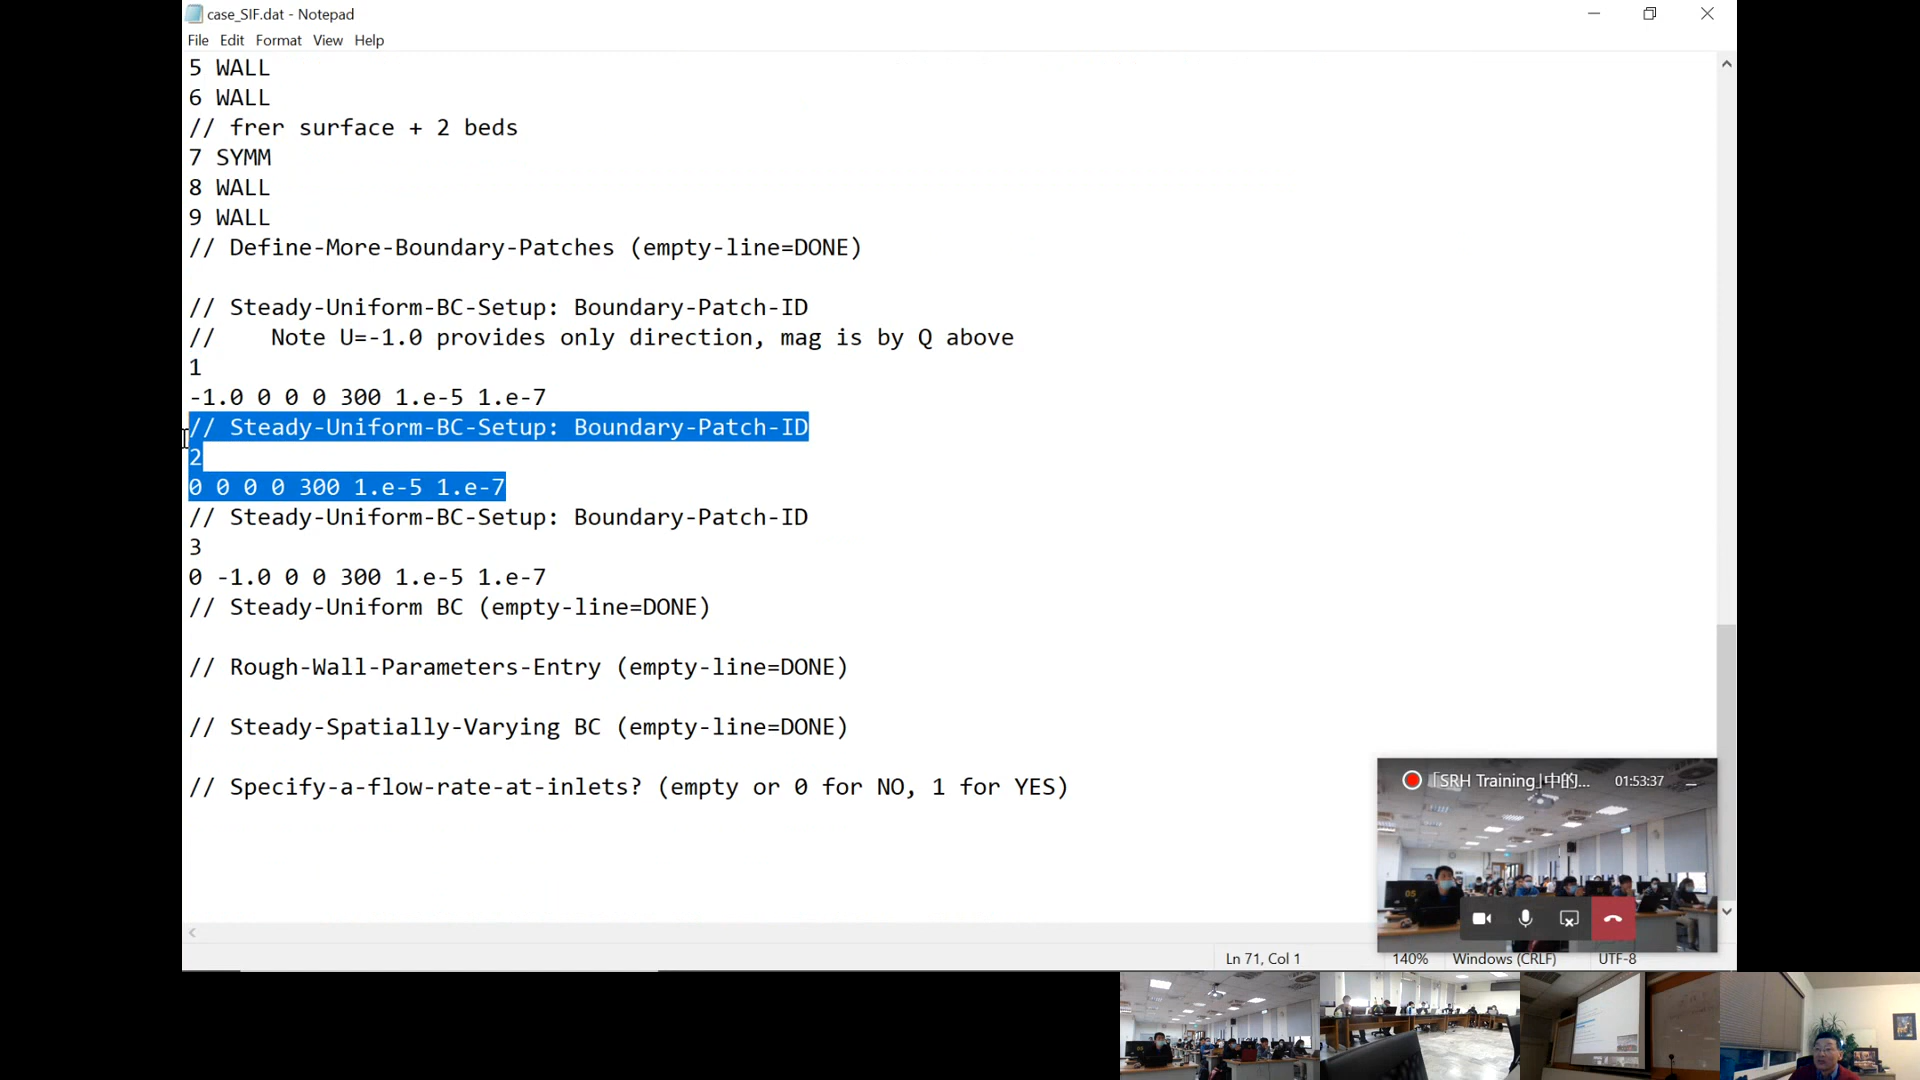 case_SIF.dat - Notepad
File Edit Format View Help
5 WALL
6 WALL
// frer surface + 2 beds
7 SYMM
8 WALL
9 WALL
// Define-More-Boundary-Patches (empty-line=DONE)
// Steady-Uniform-BC-Setup: Boundary-Patch-ID
// Note U=-1.0 provides only direction, mag is by Q above
1
-1.0 0 0 0 300 1.e-5 1.e-7
// Steady-Uniform-BC-Setup: Boundary-Patch-ID
2
0 0 0 0 300 1.e-5 1.e-7
// Steady-Uniform-BC-Setup: Boundary-Patch-ID
3
0 -1.0 0 0 300 1.e-5 1.e-7
// Steady-Uniform BC (empty-line=DONE)
// Rough-Wall-Parameters-Entry (empty-line=DONE)
// Steady-Spatially-Varying BC (empty-line=DONE)
// Specify-a-flow-rate-at-inlets? (empty or 0 for NO, 1 for YES)
「SRH Training」中的... 01:53:37
05
Ln 71, Col 1 140% Windows (CRLF) UTF-8